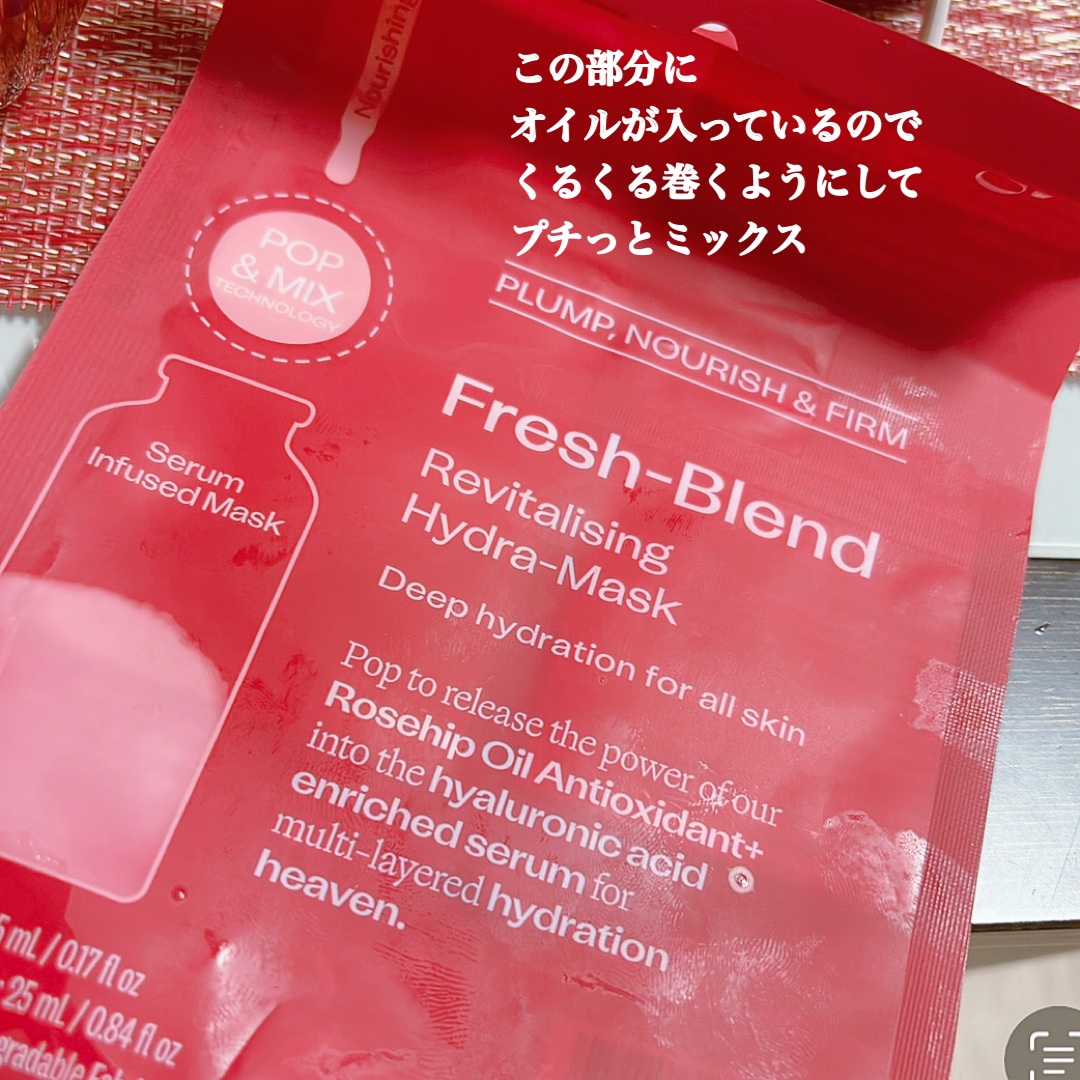 この部分に
オイルが入っているので
くるくる巻くようにして
プチっとミックス
Nourishing
POP
& MIX
TECHNOLOGY
PLUMP, NOURISH & FIRM
Fresh-Blend
Revitalising
Hydra-Mask
Deep hydration for all skin
Serum
Infused Mask
Pop to release the power of our
Rosehip Oil Antioxidant+
into the hyaluronic acid
enriched serum for
multi-layered hydration
heaven.
5 mL / 0.17 fl oz
25 mL / 0.84 fl oz